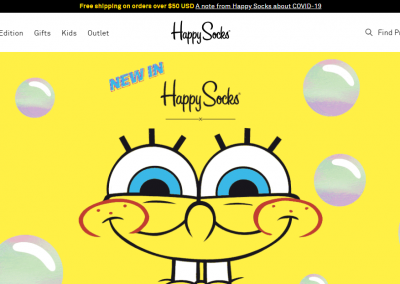 Free shipping on orders over $50 USD A note from Happy Socks about COVID-19
Edition Gifts Kids Outlet Happy Socks Find
NEW IN
Happy Socks